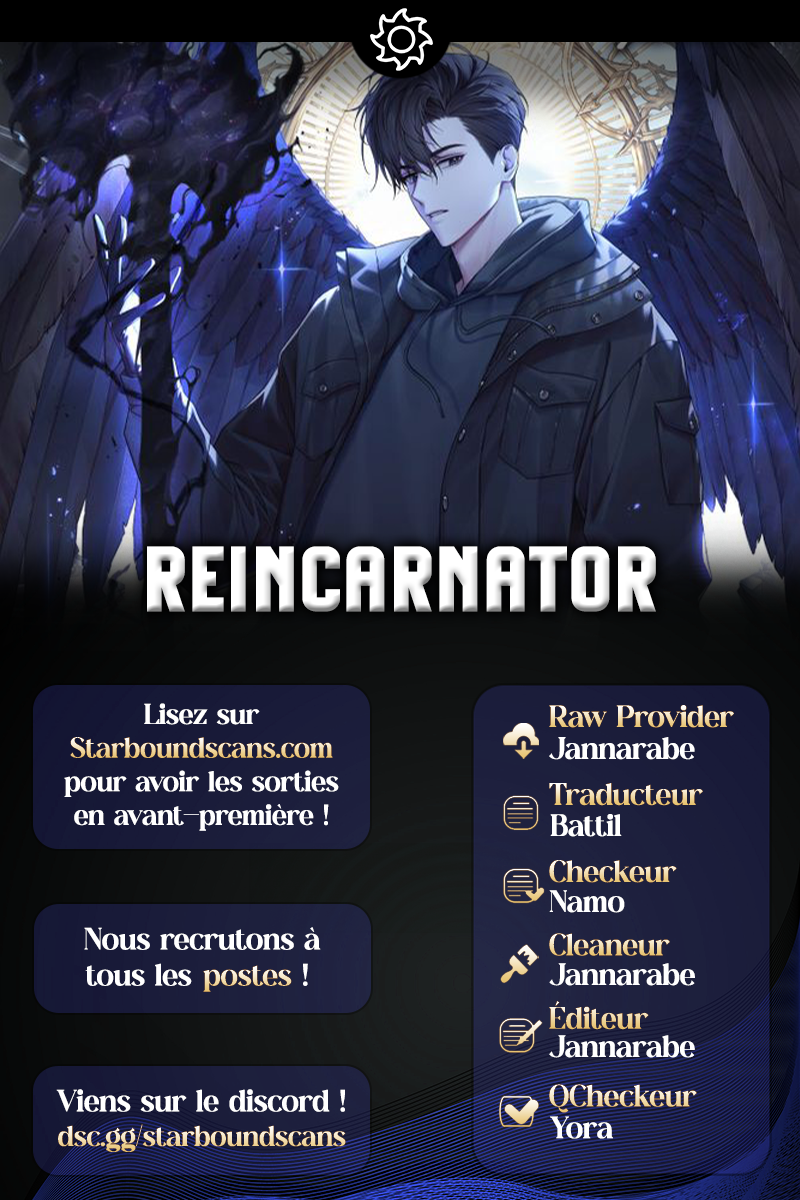 REINCARNATOR
Lisez sur
Starboundscans.com
pour avoir les sorties
en avant-première !
Nous recrutons à
tous les postes !
Viens sur le discord !
dsc.gg/starboundscans
Raw Provider
Jannarabe
Traducteur
Battil
Checkeur
Namo
Cleaneur
Jannarabe
Éditeur
Jannarabe
QCheckeur
Yora